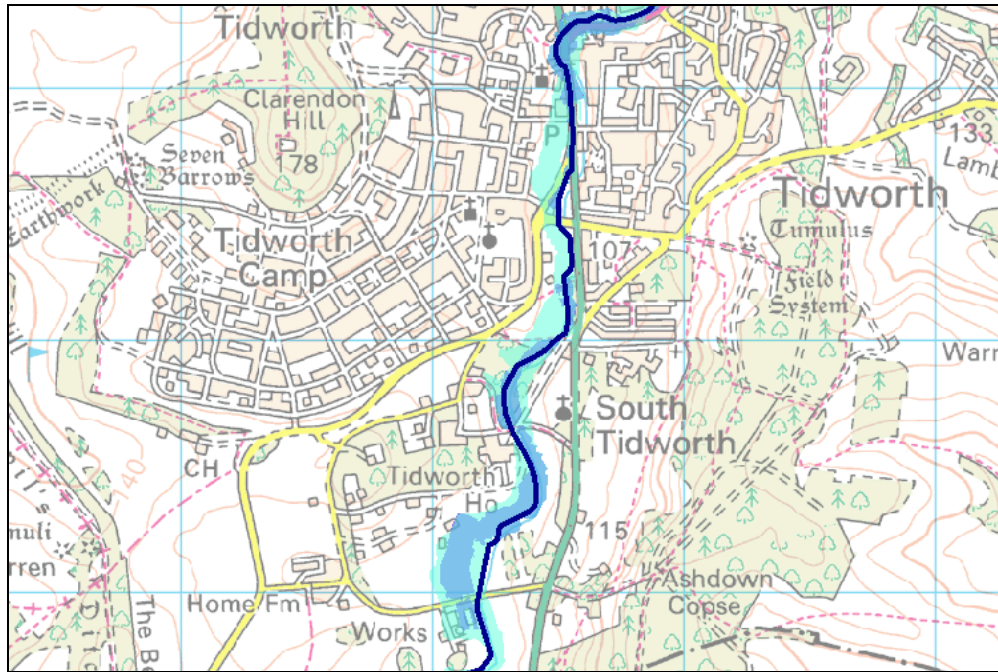 Tidworth
Clarendon
Hill
178
Seven
Barrows
Earthwork
P
133
Lamb
Tidworth
Tumulus
Tidworth
Camp
107
Field
System
Warr
South
Tidworth
CH
140
Tidworth
Ho
115
muli
rren
Ashdown
Copse
Home Fm
Works
The Be